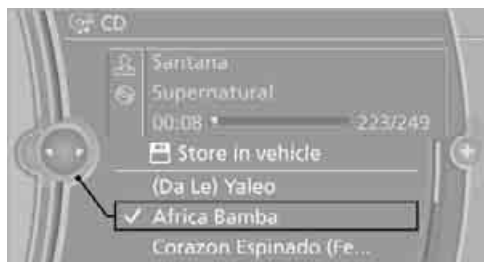 CD
Santana
Supernatural
00:08 223/249
Store in vehicle
(Da Le) Yaleo
Africa Bamba
Corazon Espinado (Fe...